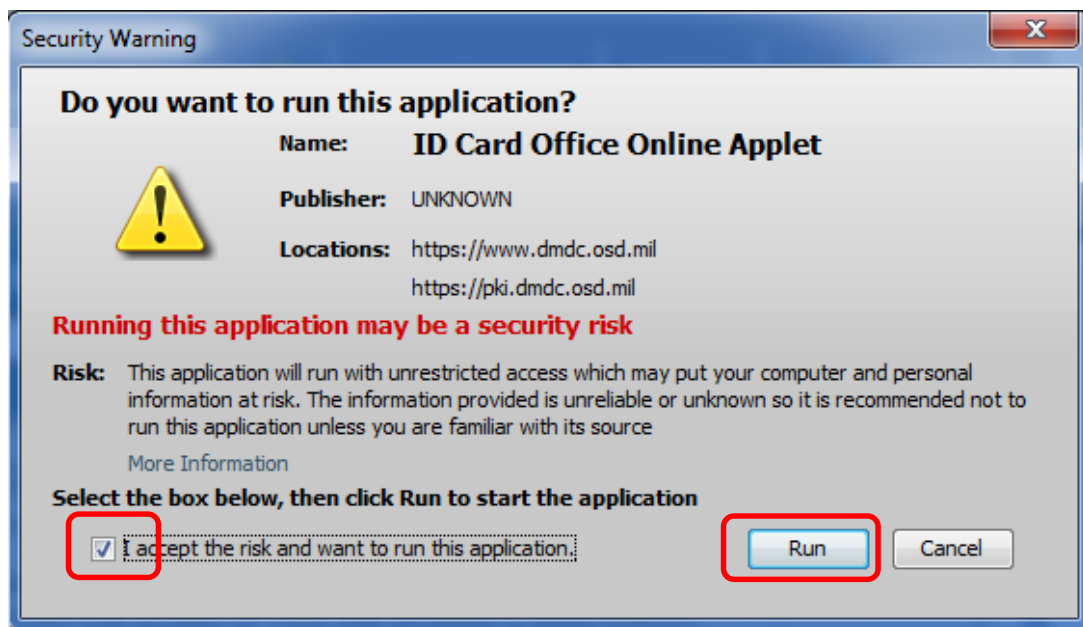 Security Warning
Do you want to run this application?
Name: ID Card Office Online Applet
Publisher: UNKNOWN
Locations: https://www.dmdc.osd.mil
https://pki.dmdc.osd.mil
Running this application may be a security risk
Risk: This application will run with unrestricted access which may put your computer and personal
information at risk. The information provided is unreliable or unknown so it is recommended not to
run this application unless you are familiar with its source
More Information
Select the box below, then click Run to start the application
I accept the risk and want to run this application.
Run Cancel